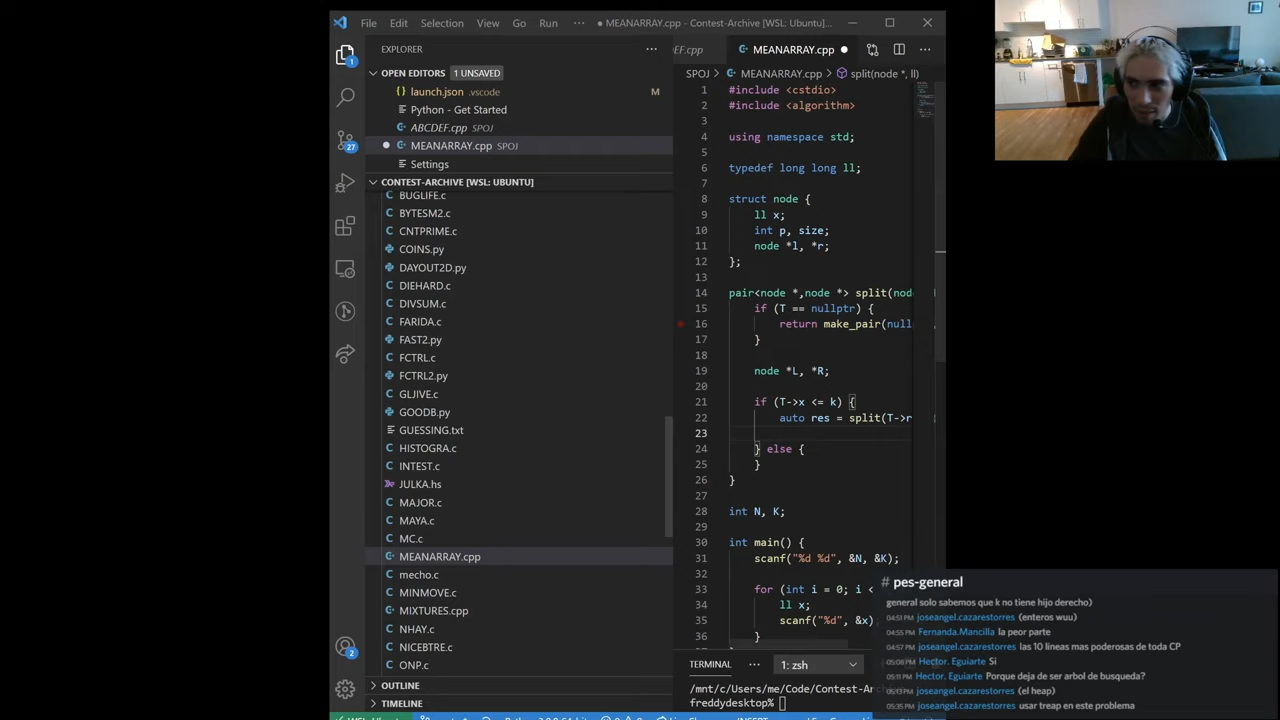 File Edit Selection View Go Run ··· ● MEANARRAY.cpp - Contest-Archive [WSL: Ubuntu] - Visual Stu...
EXPLORER ···
OPEN EDITORS 1 UNSAVED
launch.json .vscode M
Python - Get Started
ABCDEF.cpp SPOJ
● MEANARRAY.cpp SPOJ
Settings
CONTEST-ARCHIVE [WSL: UBUNTU]
BUGLIFE.c
BYTESM2.c
CNTPRIME.c
COINS.py
DAYOUT2D.py
DIEHARD.c
DIVSUM.c
FARIDA.c
FAST2.py
FCTRL.c
FCTRL2.py
GLJIVE.c
GOODB.py
GUESSING.txt
HISTOGRA.c
INTEST.c
JULKA.hs
MAJOR.c
MAYA.c
MC.c
MEANARRAY.cpp
mecho.c
MINMOVE.c
MIXTURES.cpp
NHAY.c
NICEBTRE.c
ONP.c
OUTLINE
TIMELINE
1
27
2
DEF.cpp MEANARRAY.cpp ● ···
SPOJ > MEANARRAY.cpp > split(node *, ll)
1 #include <cstdio>
2 #include <algorithm>
3
4 using namespace std;
5
6 typedef long long ll;
7
8 struct node {
9 ll x;
10 int p, size;
11 node *l, *r;
12 };
13
14 pair<node *,node *> split(nod
15 if (T == nullptr) {
16 return make_pair(null
17 }
18
19 node *L, *R;
20
21 if (T->x <= k) {
22 auto res = split(T->r
23
24 } else {
25 }
26 }
27
28 int N, K;
29
30 int main() {
31 scanf("%d %d", &N, &K);
32
33 for (int i = 0; i <
34 ll x;
35 scanf("%d", &x)
36 }
TERMINAL ··· 1: zsh
/mnt/c/Users/me/Code/Contest-Arc
freddydesktop%
# pes-general
general solo sabemos que k no tiene hijo derecho)
04:51 PM joseangel.cazarestorres (enteros wuu)
04:55 PM Fernanda.Mancilla la peor parte
04:57 PM joseangel.cazarestorres las 10 lineas mas poderosas de toda CP
05:08 PM Hector. Eguiarte Si
05:11 PM Hector. Eguiarte Porque deja de ser arbol de busqueda?
05:13 PM joseangel.cazarestorres (el heap)
05:35 PM joseangel.cazarestorres usar treap en este problema